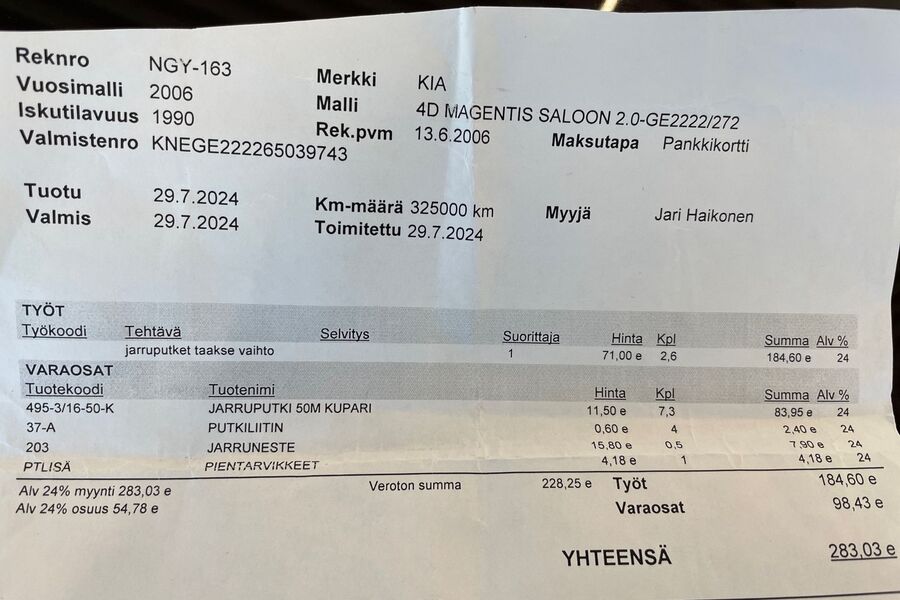 Reknro NGY-163 Merkki KIA
Vuosimalli 2006 Malli 4D MAGENTIS SALOON 2.0-GE2222/272
Iskutilavuus 1990 Rek.pvm 13.6.2006 Maksutapa Pankkikortti
Valmistenro KNEGE222265039743
Tuotu 29.7.2024 Km-määrä 325000 km Myyjä Jari Haikonen
Valmis 29.7.2024 Toimitettu 29.7.2024
TYÖT
Työkoodi Tehtävä Selvitys Suorittaja Hinta Kpl Summa Alv %
jarruputket taakse vaihto 1 71,00 e 2,6 184,60 e 24
VARAOSAT
Tuotekoodi Tuotenimi Hinta Kpl Summa Alv %
495-3/16-50-K JARRUPUTKI 50M KUPARI 11,50 e 7,3 83,95 e 24
37-A PUTKILIITIN 0,60 e 4 2,40 e 24
203 JARRUNESTE 15,80 e 0,5 7,90 e 24
PTLISÄ PIENTARVIKKEET 4,18 e 1 4,18 e 24
Alv 24% myynti 283,03 e Veroton summa 228,25 e Työt 184,60 e
Alv 24% osuus 54,78 e Varaosat 98,43 e
YHTEENSÄ 283,03 e